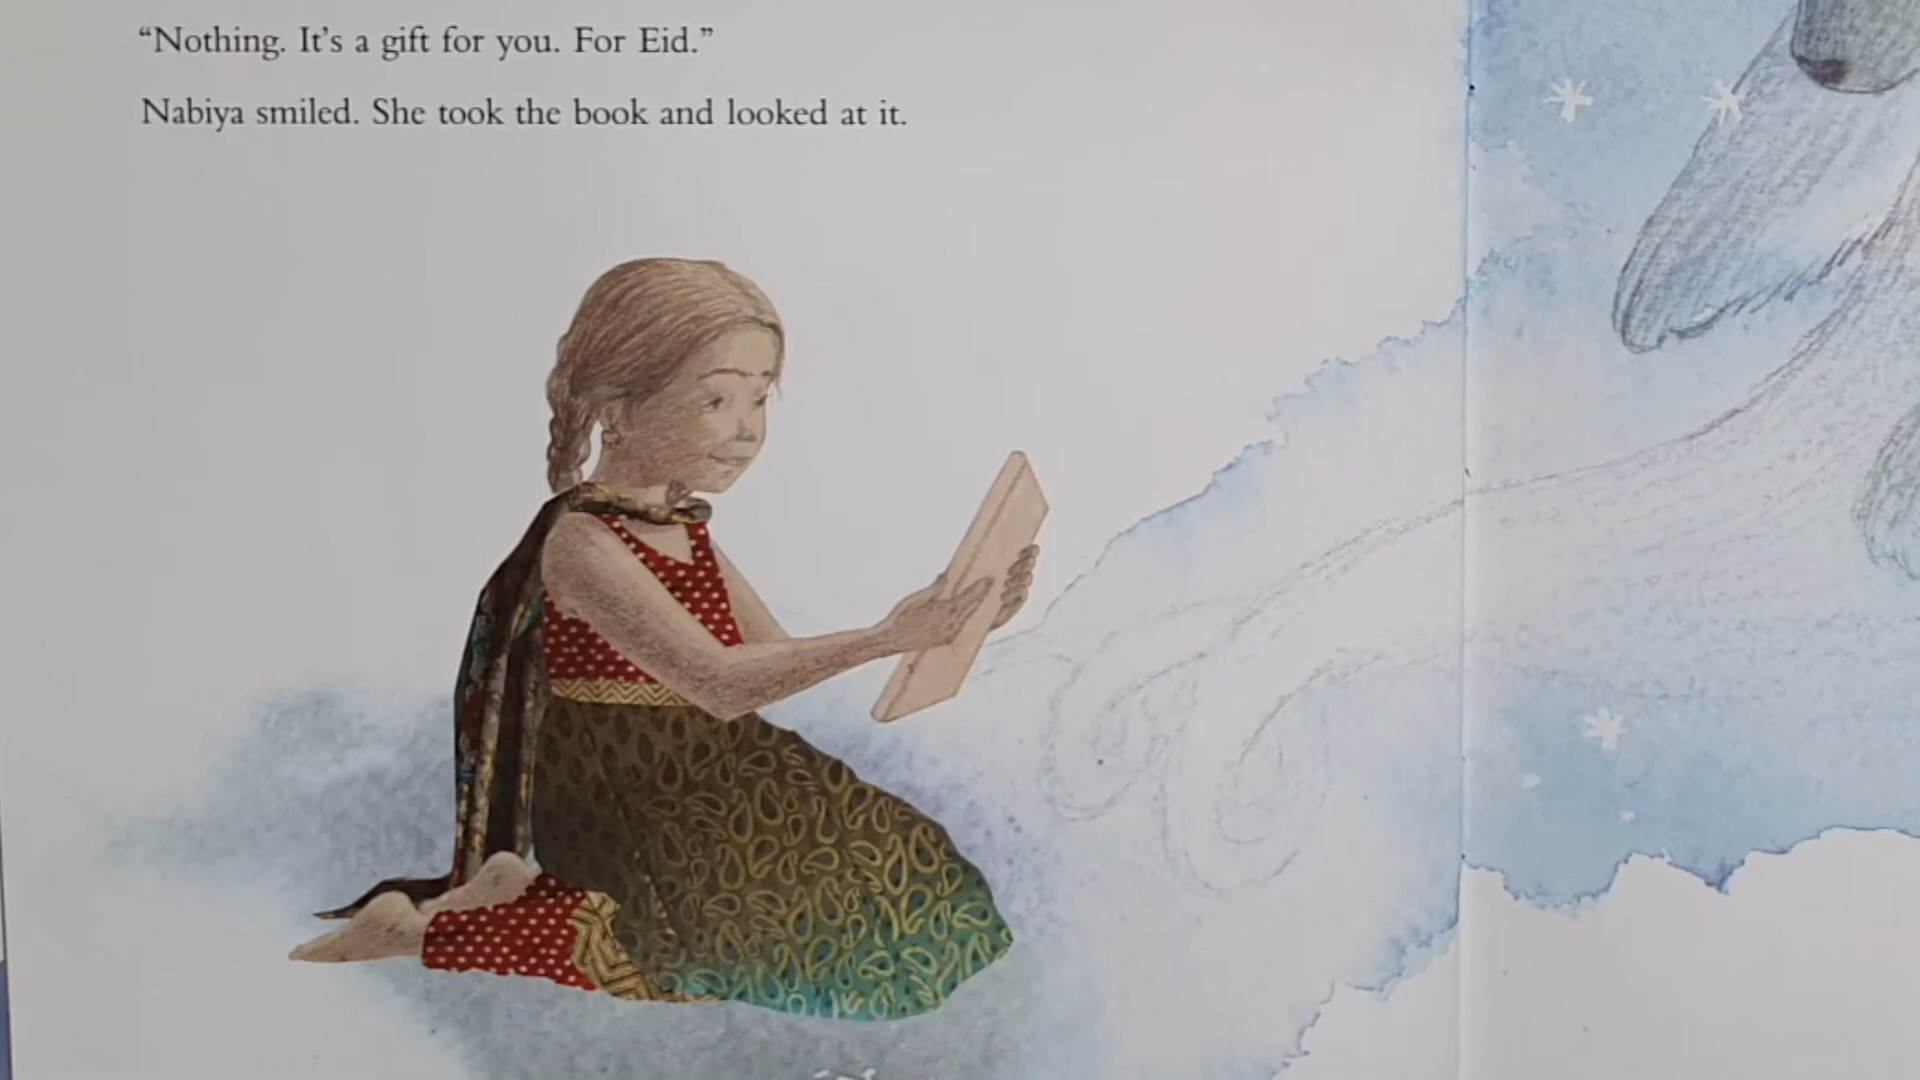 “Nothing. It’s a gift for you. For Eid.”
Nabiya smiled. She took the book and looked at it.